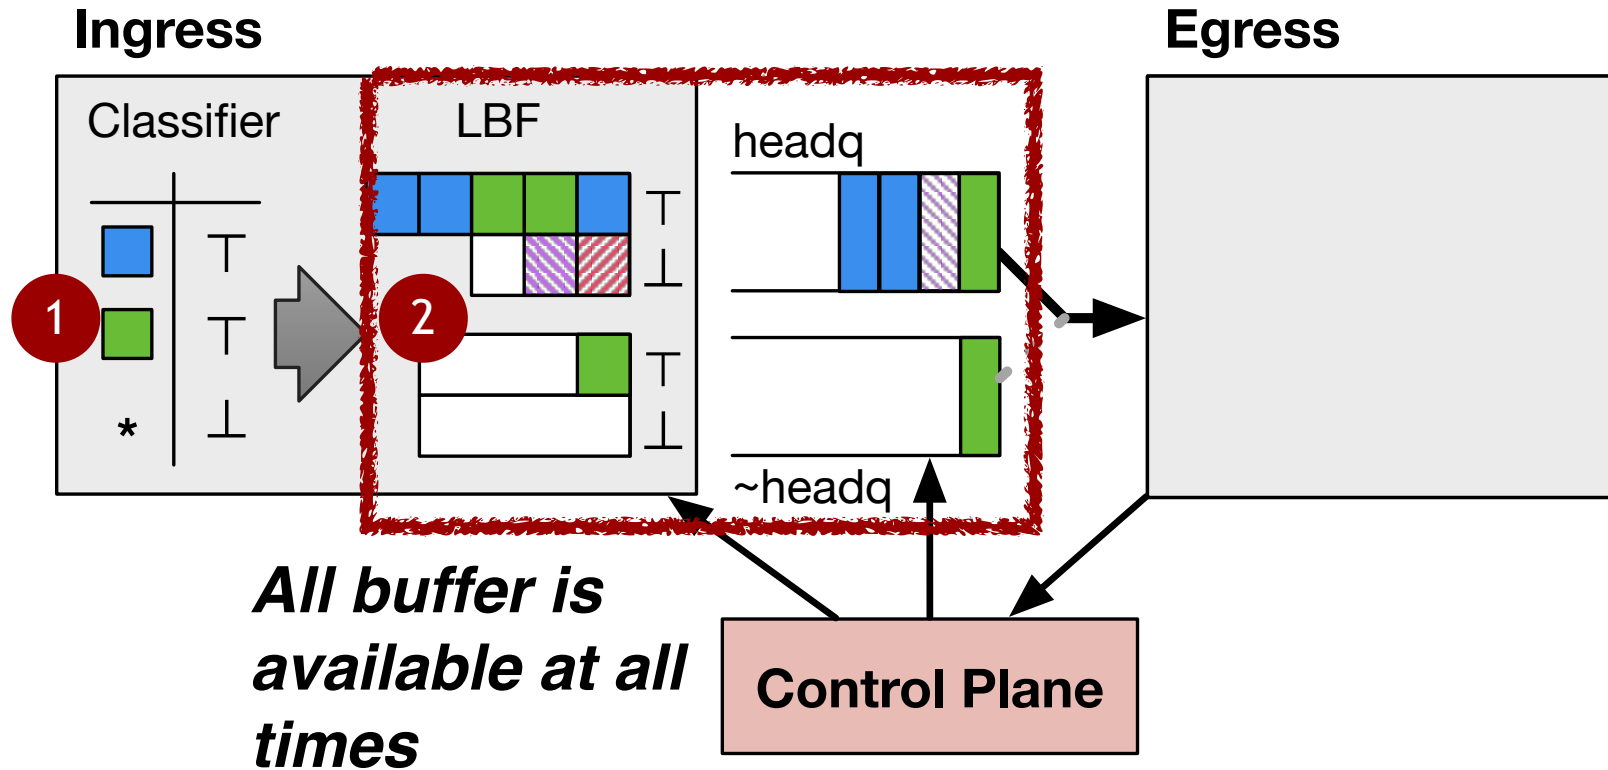 Ingress
Egress
Classifier
LBF
headq
⊤
⊤
⊥
1
2
⊤
⊤
*
⊥
⊥
~headq
All buffer is
available at all
times
Control Plane